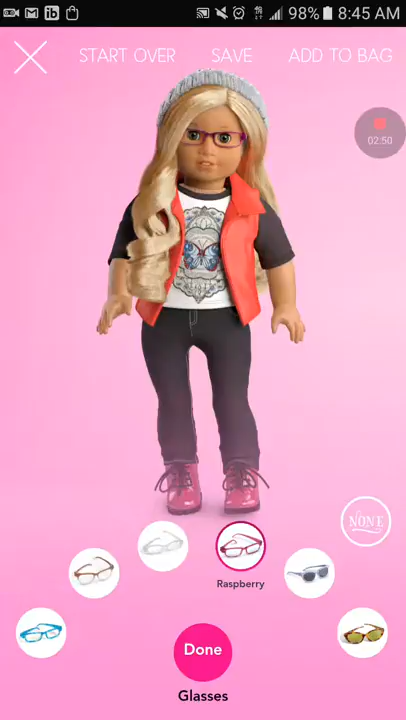 98% 8:45 AM
START OVER SAVE ADD TO BAG
02:50
NONE
Raspberry
Done
Glasses